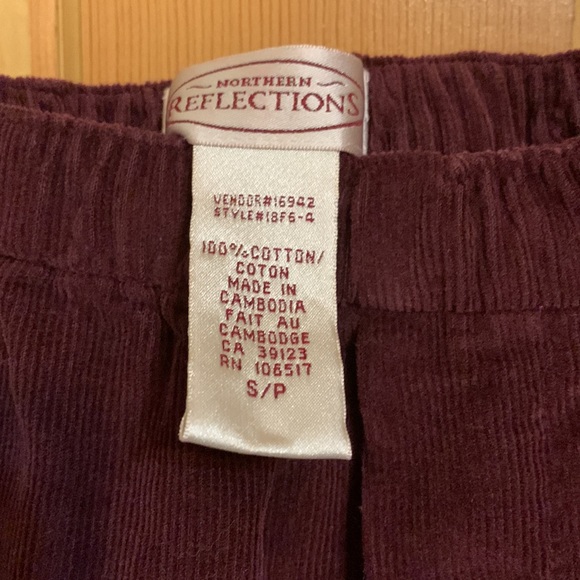 NORTHERN
REFLECTIONS
VENDOR#16942
STYLE#18F6-4
100%COTTON/
COTON
MADE IN
CAMBODIA
FAIT AU
CAMBODGE
CA 39123
RN 106517
S/P